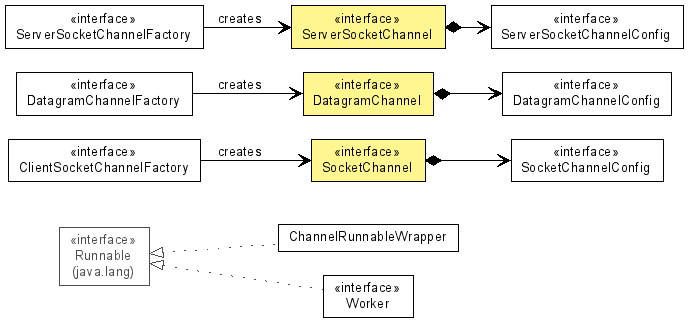 «interface»
ServerSocketChannelFactory
creates
«interface»
ServerSocketChannel
«interface»
ServerSocketChannelConfig
«interface»
DatagramChannelFactory
creates
«interface»
DatagramChannel
«interface»
DatagramChannelConfig
«interface»
ClientSocketChannelFactory
creates
«interface»
SocketChannel
«interface»
SocketChannelConfig
«interface»
Runnable
(java.lang)
ChannelRunnableWrapper
«interface»
Worker